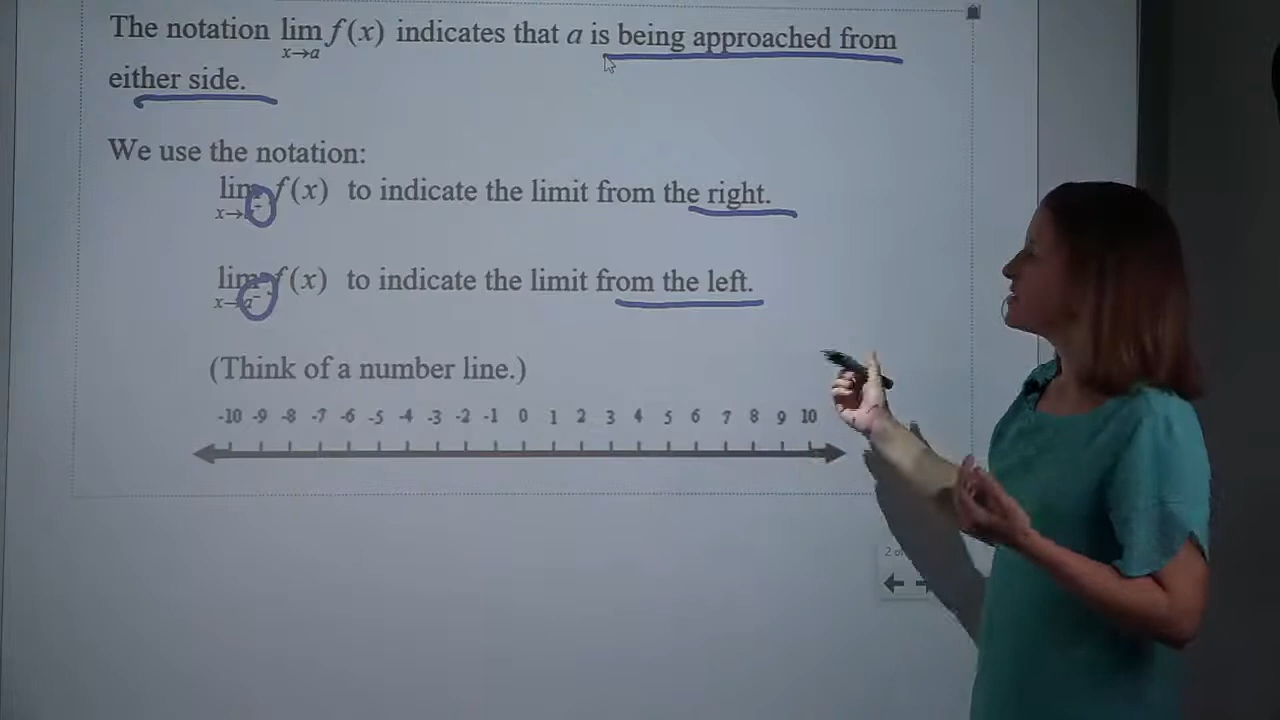 The notation lim f(x) indicates that a is being approached from
x→a
either side.
We use the notation:
lim f(x) to indicate the limit from the right.
x→
lim f(x) to indicate the limit from the left.
x→a⁻
(Think of a number line.)
-10 -9 -8 -7 -6 -5 -4 -3 -2 -1 0 1 2 3 4 5 6 7 8 9 10
2 of